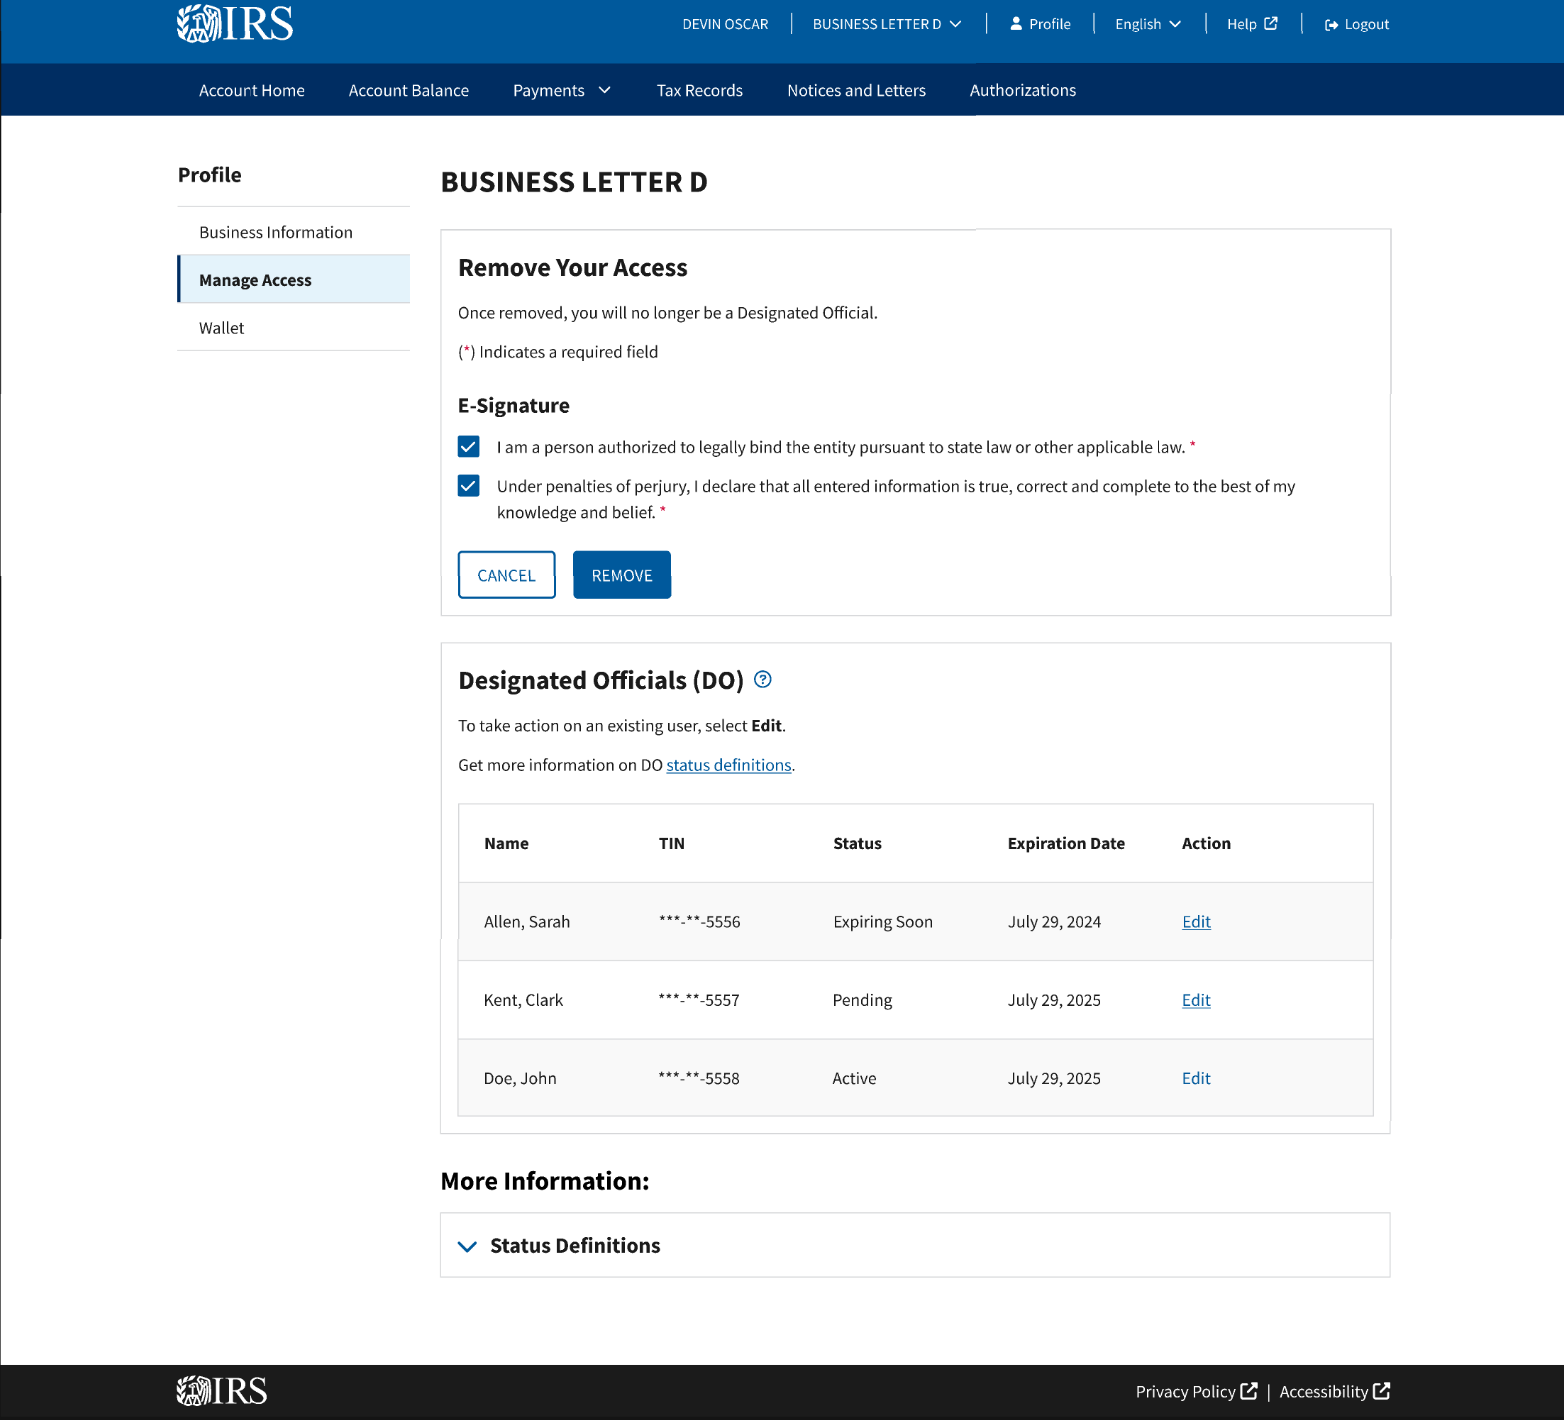 IRS
DEVIN OSCAR
BUSINESS LETTER D
Profile
English
Help
Logout
Account Home
Account Balance
Payments
Tax Records
Notices and Letters
Authorizations
Profile
Business Information
Manage Access
Wallet
BUSINESS LETTER D
Remove Your Access
Once removed, you will no longer be a Designated Official.
(*) Indicates a required field
E-Signature
I am a person authorized to legally bind the entity pursuant to state law or other applicable law. *
Under penalties of perjury, I declare that all entered information is true, correct and complete to the best of my
knowledge and belief. *
CANCEL
REMOVE
Designated Officials (DO)
To take action on an existing user, select Edit.
Get more information on DO status definitions.
Name TIN Status Expiration Date Action
Allen, Sarah ***-**-5556 Expiring Soon July 29, 2024 Edit
Kent, Clark ***-**-5557 Pending July 29, 2025 Edit
Doe, John ***-**-5558 Active July 29, 2025 Edit
More Information:
Status Definitions
IRS
Privacy Policy | Accessibility